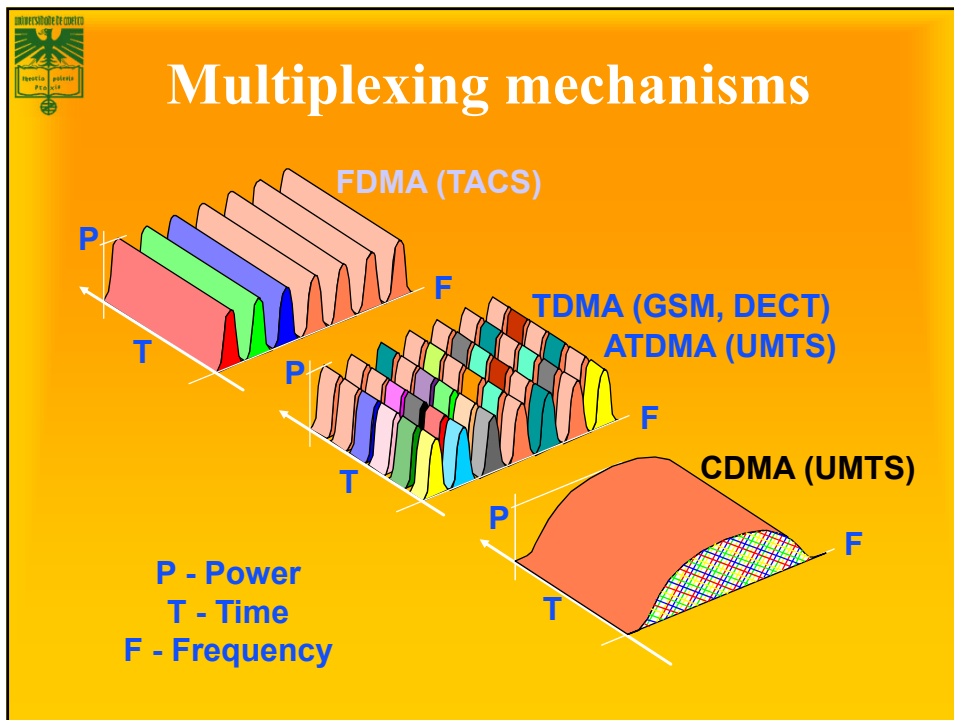 Multiplexing mechanisms
FDMA (TACS)
P
F
T
TDMA (GSM, DECT)
ATDMA (UMTS)
P
F
T
CDMA (UMTS)
P
F
T
P - Power
T - Time
F - Frequency